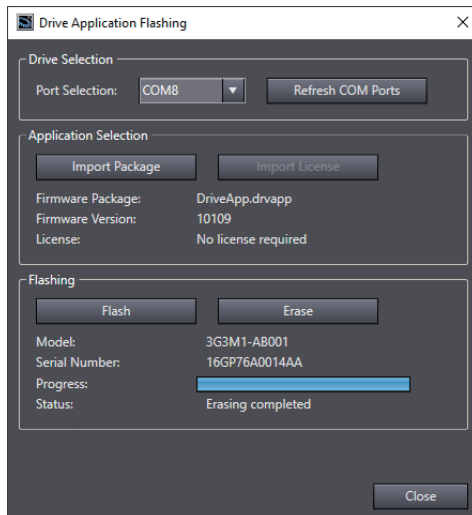 Drive Application Flashing
Drive Selection
Port Selection: COM8 Refresh COM Ports
Application Selection
Import Package Import License
Firmware Package: DriveApp.drvapp
Firmware Version: 10109
License: No license required
Flashing
Flash Erase
Model: 3G3M1-AB001
Serial Number: 16GP76A0014AA
Progress:
Status: Erasing completed
Close